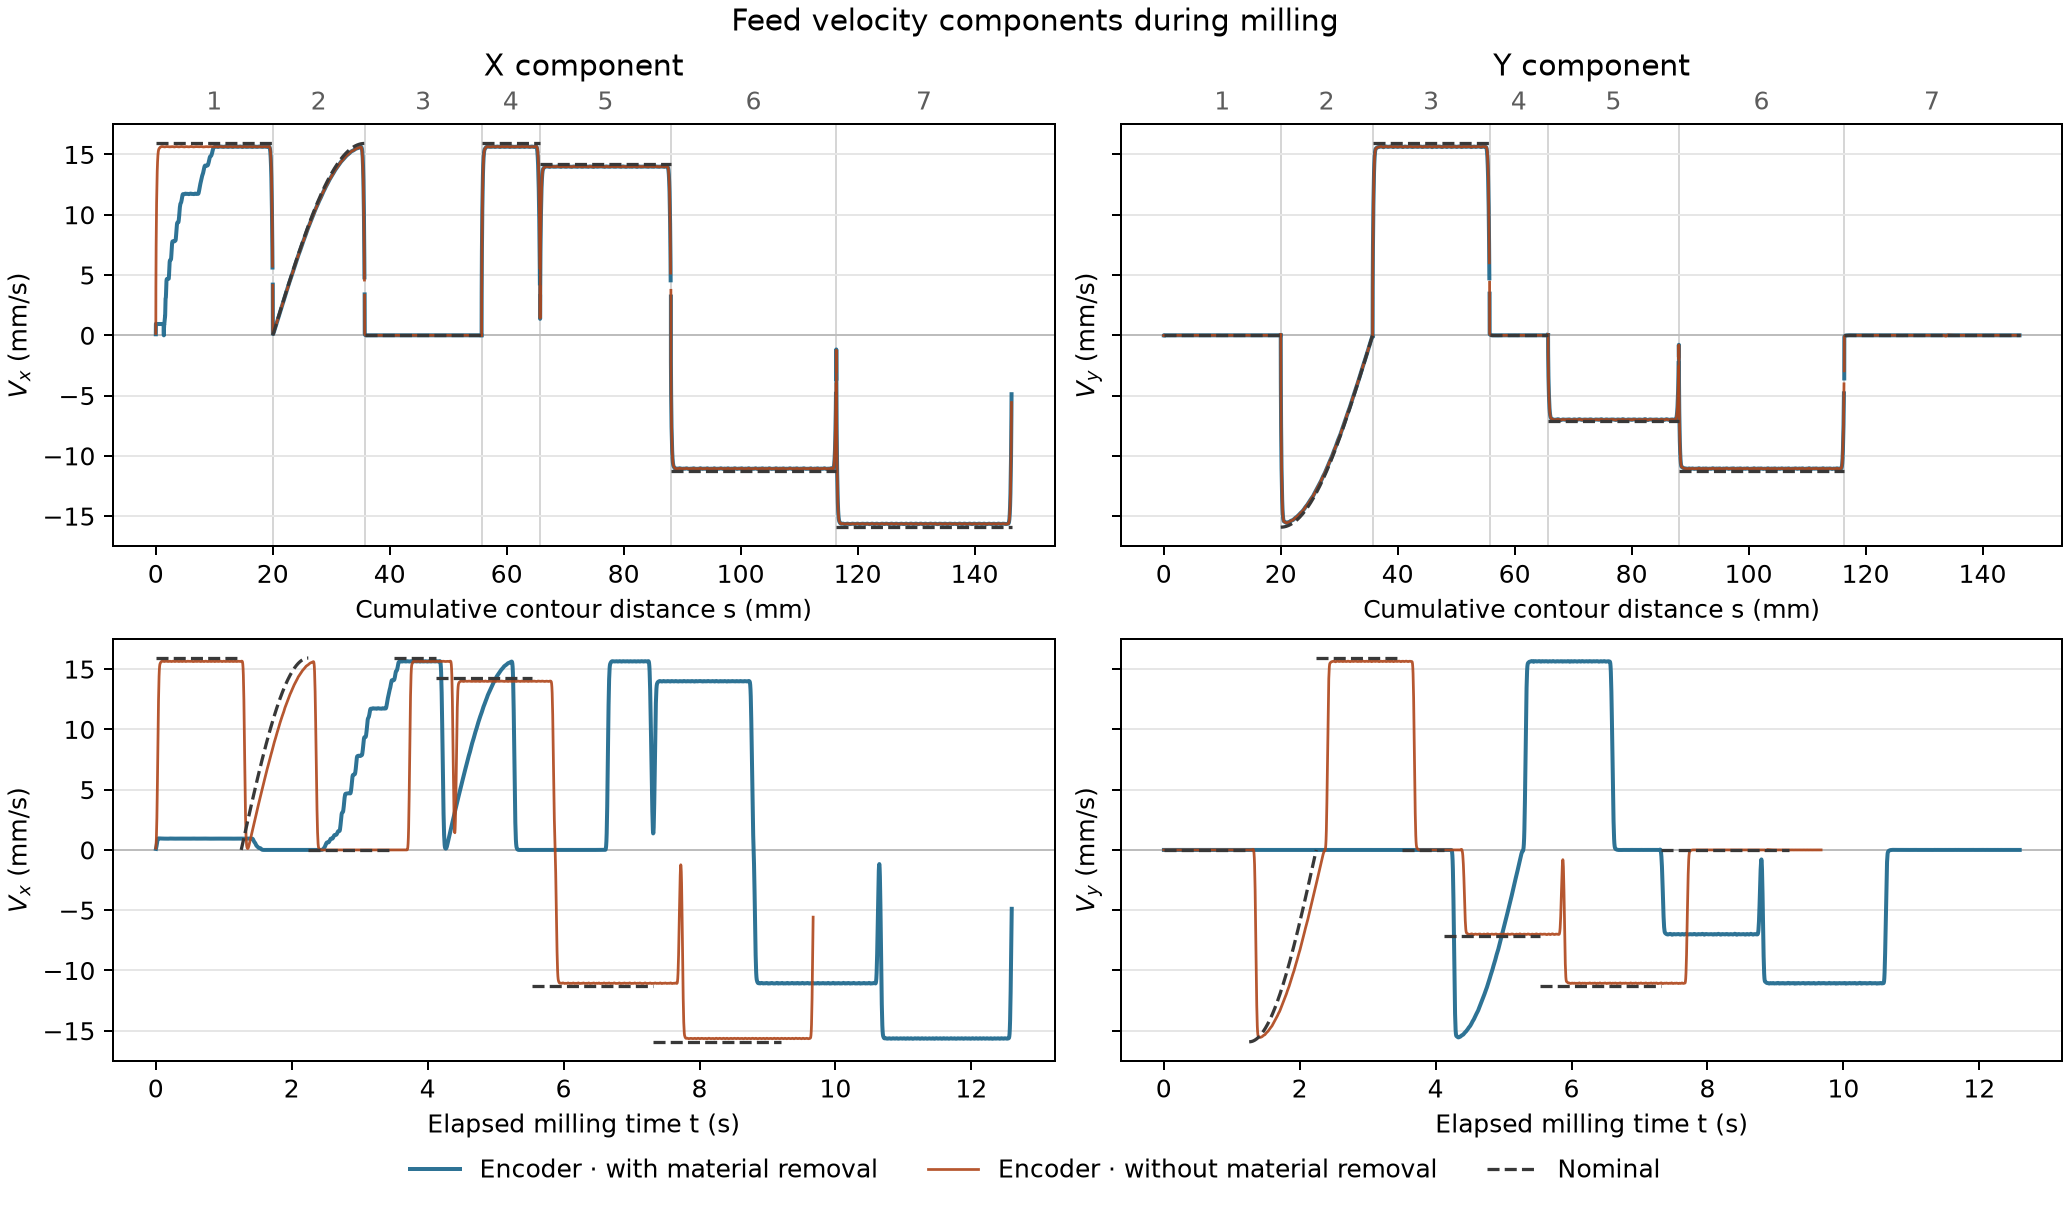 Feed velocity components during milling
X component
1 2 3 4 5 6 7
15
10
5
0
−5
−10
−15
Vx (mm/s)
0 20 40 60 80 100 120 140
Cumulative contour distance s (mm)
Y component
1 2 3 4 5 6 7
Vy (mm/s)
0 20 40 60 80 100 120 140
Cumulative contour distance s (mm)
15
10
5
0
−5
−10
−15
Vx (mm/s)
0 2 4 6 8 10 12
Elapsed milling time t (s)
Vy (mm/s)
0 2 4 6 8 10 12
Elapsed milling time t (s)
Encoder · with material removal
Encoder · without material removal
Nominal